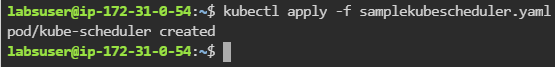 labsuser@ip-172-31-0-54:~$ kubectl apply -f samplekubescheduler.yaml
pod/kube-scheduler created
labsuser@ip-172-31-0-54:~$